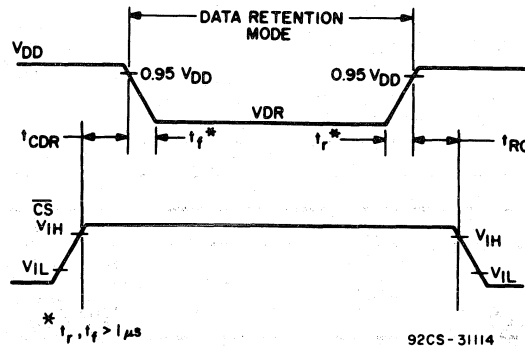 DATA RETENTION
MODE
VDD
0.95 VDD
0.95 VDD
VDR
tCDR
tf*
tr*
tRC
CS
VIH
VIH
VIL
VIL
* tr, tf > 1 μs
92CS-31114